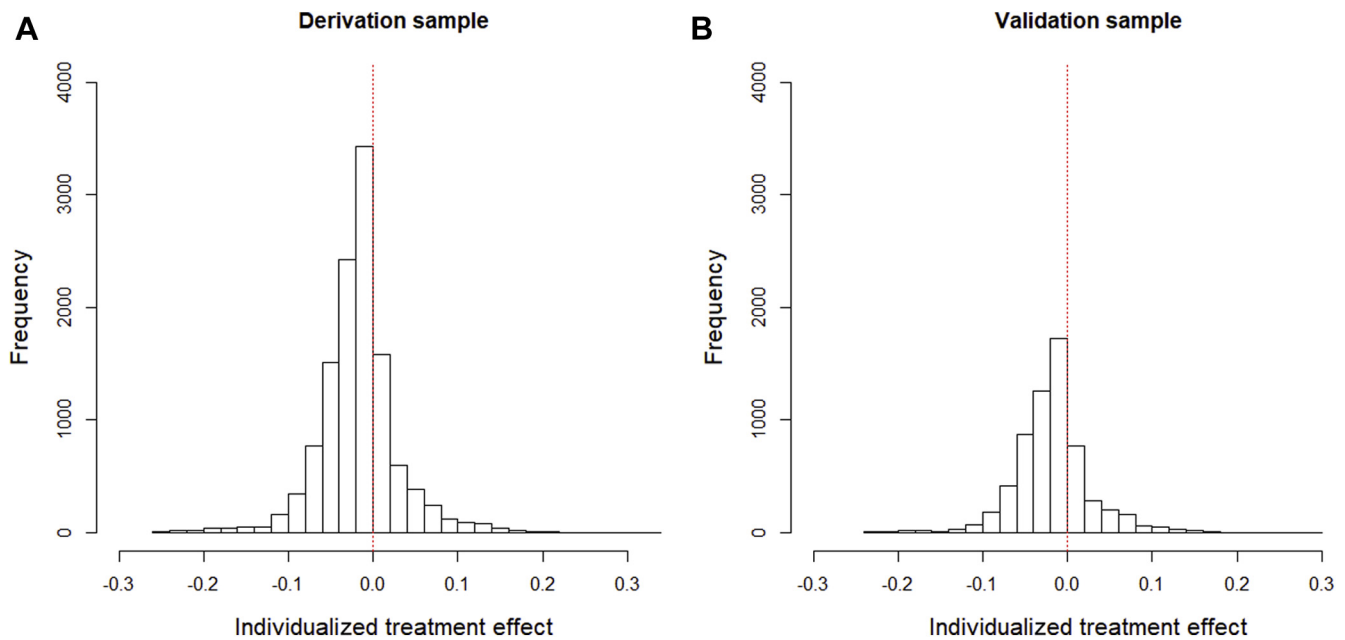 A
Derivation sample
Frequency
4000
3000
2000
1000
0
-0.3 -0.2 -0.1 0.0 0.1 0.2 0.3
Individualized treatment effect
B
Validation sample
Frequency
4000
3000
2000
1000
0
-0.3 -0.2 -0.1 0.0 0.1 0.2 0.3
Individualized treatment effect